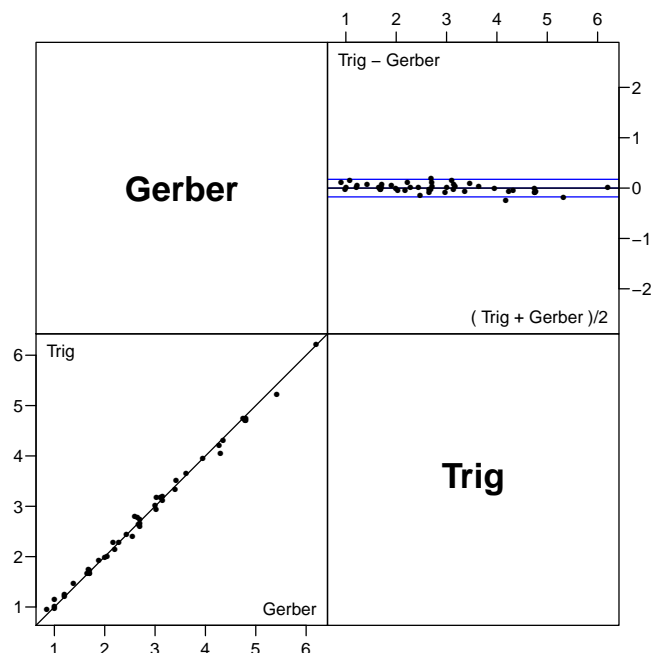 1 2 3 4 5 6
Trig − Gerber
2
1
Gerber
0
−1
−2
( Trig + Gerber )/2
Trig
6
5
4
Trig
3
2
1
Gerber
1 2 3 4 5 6